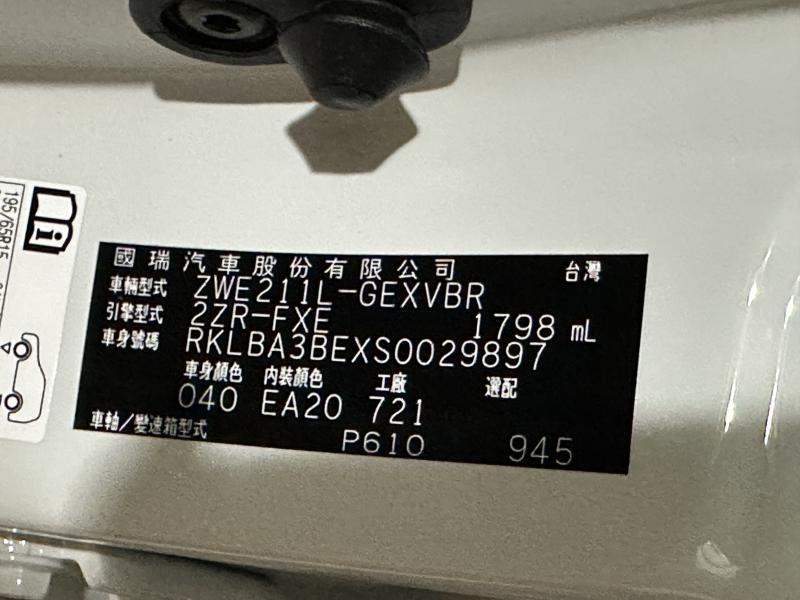 國瑞汽車股份有限公司 台灣
車輛型式 ZWE211L-GEXVBR
引擎型式 2ZR-FXE 1798 mL
車身號碼 RKLBA3BEXS0029897
車身顏色 內裝顏色 工廠 選配
040 EA20 721
車軸/變速箱型式 P610 945
195/65R15
i